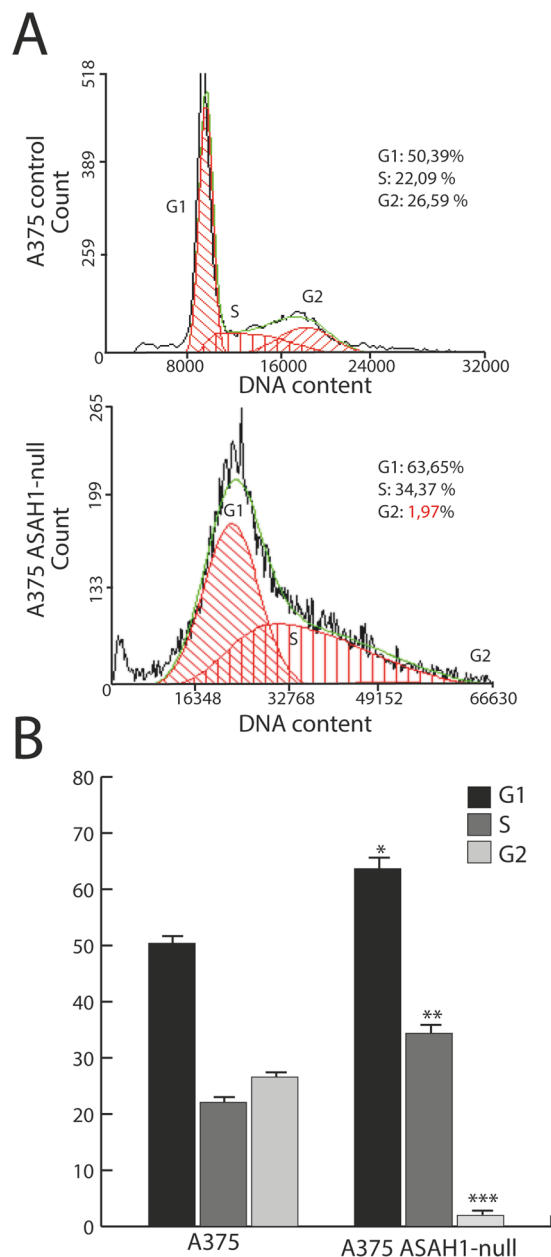 A
A375 control
Count
518
389
259
0
G1
S
G2
G1: 50,39%
S: 22,09 %
G2: 26,59 %
8000
16000
24000
32000
DNA content
A375 ASAH1-null
Count
265
199
133
0
G1
S
G2
G1: 63,65%
S: 34,37 %
G2: 1,97%
16348
32768
49152
66630
DNA content
B
80
70
60
50
40
30
20
10
0
G1
S
G2
*
**
***
A375
A375 ASAH1-null